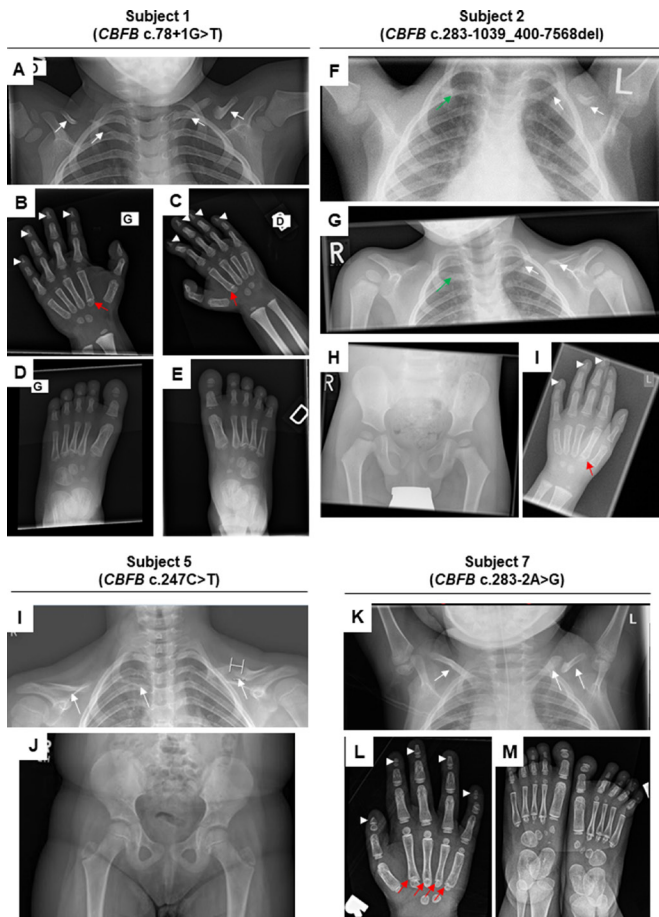 Subject 1
(CBFB c.78+1G>T)
Subject 2
(CBFB c.283-1039_400-7568del)
A
F
L
B
G
C
D
G
R
D
G
E
H
R
I
L
Subject 5
(CBFB c.247C>T)
Subject 7
(CBFB c.283-2A>G)
I
R
K
L
J
L
M